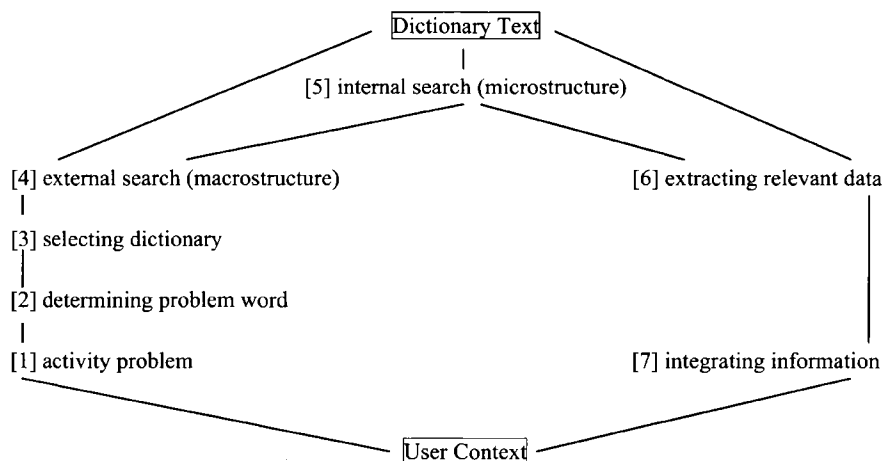 Dictionary Text
[5] internal search (microstructure)
[4] external search (macrostructure)
[6] extracting relevant data
[3] selecting dictionary
[2] determining problem word
[1] activity problem
[7] integrating information
User Context